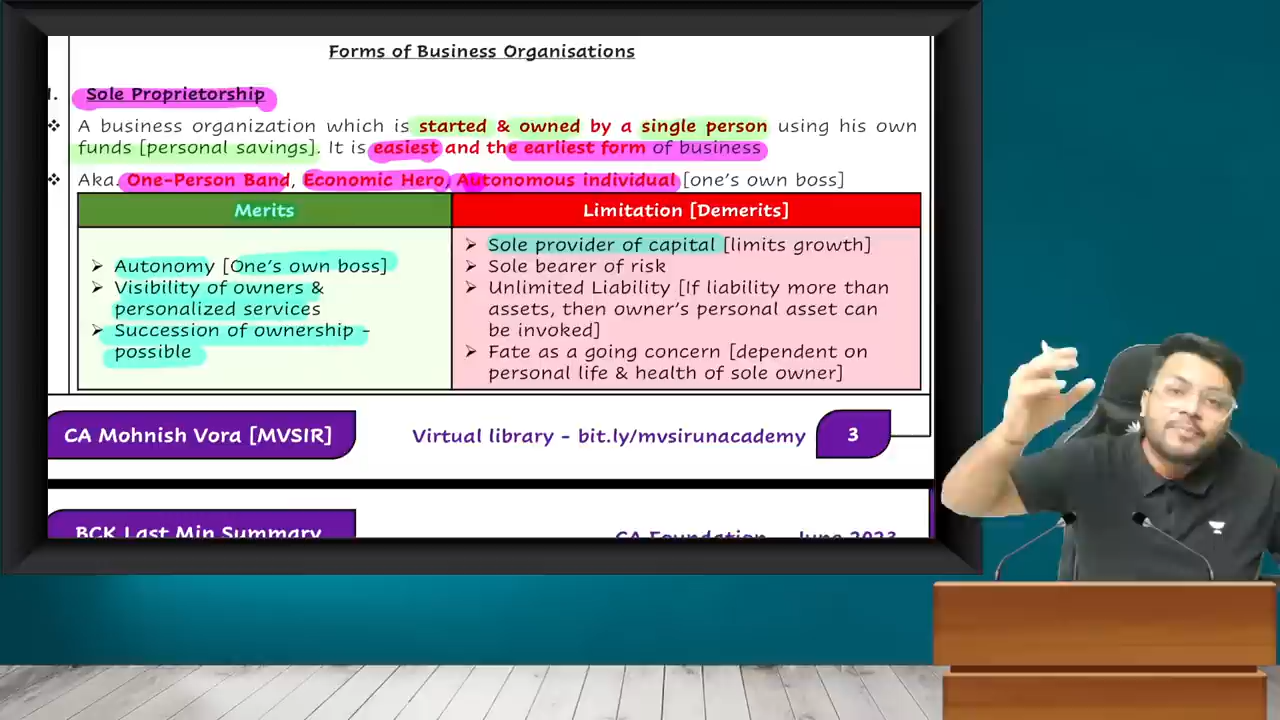 Forms of Business Organisations
1. Sole Proprietorship
❖ A business organization which is started & owned by a single person using his own
funds [personal savings]. It is easiest and the earliest form of business
❖ Aka. One-Person Band, Economic Hero, Autonomous individual [one's own boss]
Merits
➢ Autonomy [One's own boss]
➢ Visibility of owners &
personalized services
➢ Succession of ownership -
possible
Limitation [Demerits]
➢ Sole provider of capital [limits growth]
➢ Sole bearer of risk
➢ Unlimited Liability [If liability more than
assets, then owner's personal asset can
be invoked]
➢ Fate as a going concern [dependent on
personal life & health of sole owner]
CA Mohnish Vora [MVSIR]
Virtual library - bit.ly/mvsirunacademy
3
BCK Last Min Summary
CA Foundation - June 2023